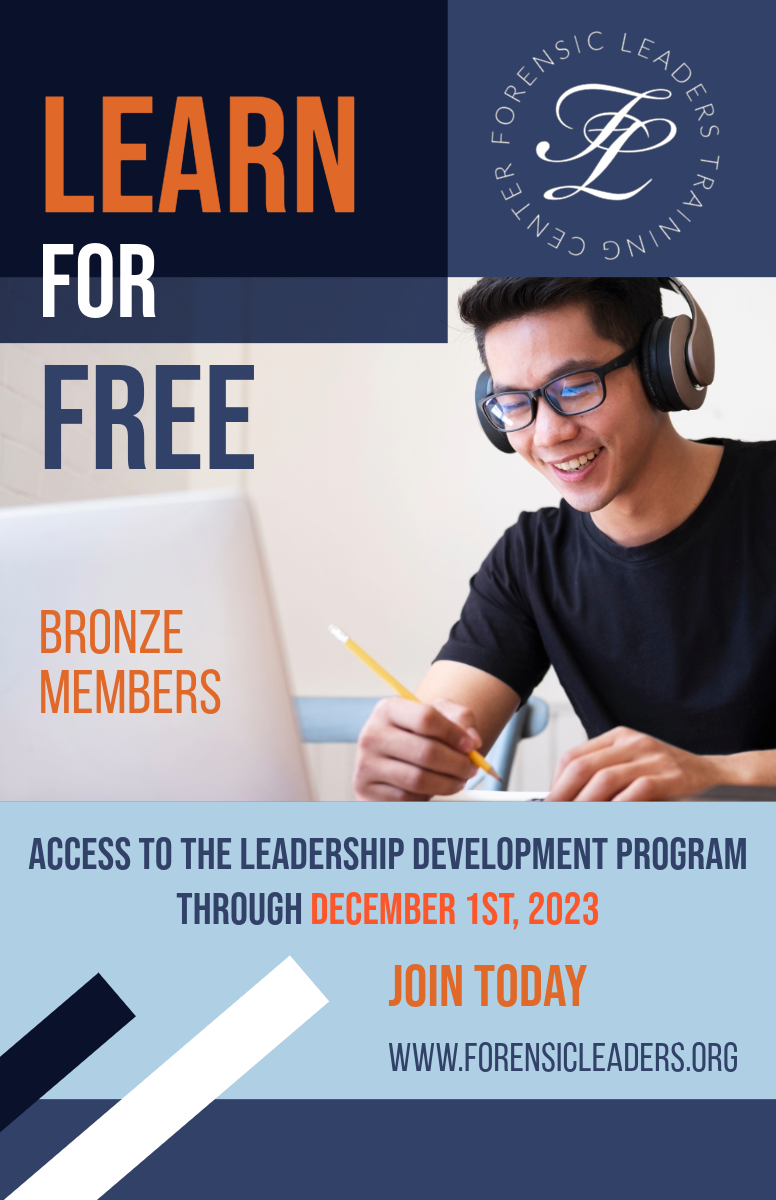 LEARN
FOR
FREE
FORENSIC LEADERS TRAINING CENTER
FL
BRONZE
MEMBERS
ACCESS TO THE LEADERSHIP DEVELOPMENT PROGRAM
THROUGH DECEMBER 1ST, 2023
JOIN TODAY
WWW.FORENSICLEADERS.ORG